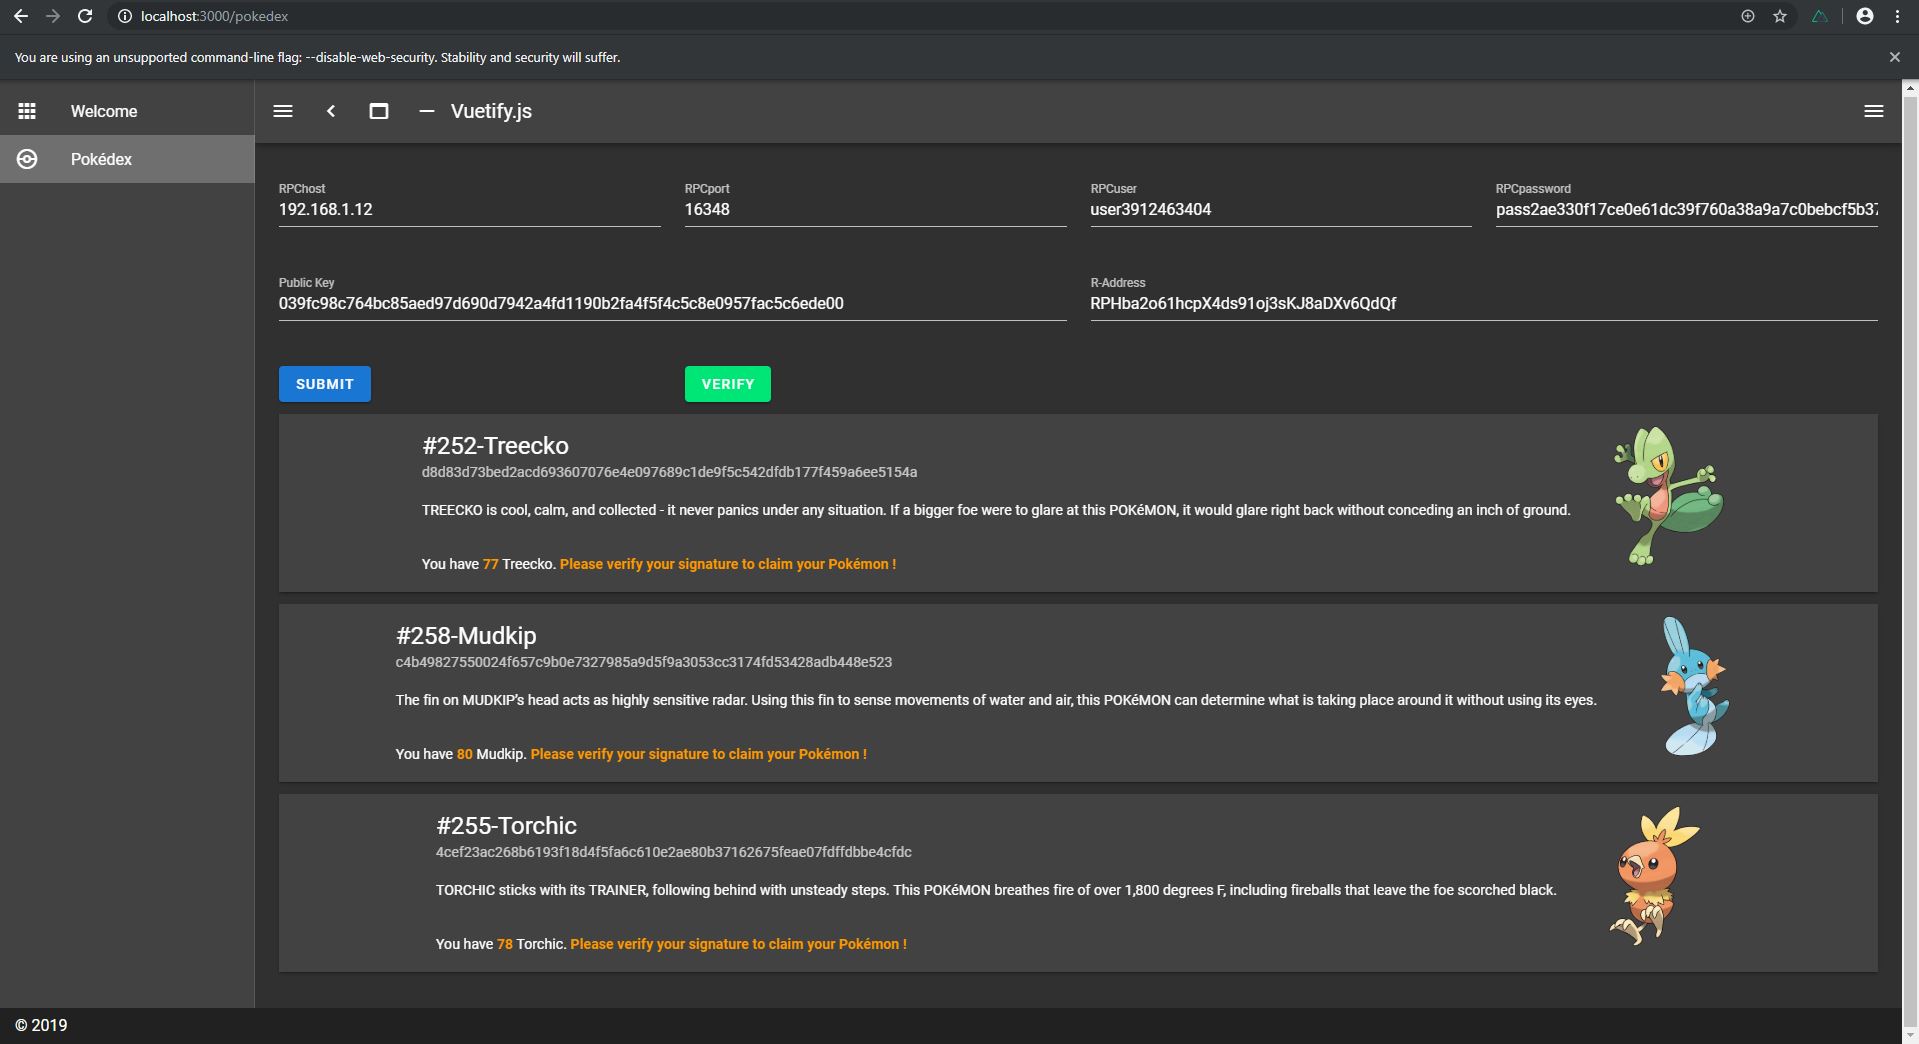 localhost:3000/pokedex
You are using an unsupported command-line flag: --disable-web-security. Stability and security will suffer.
Welcome
Vuetify.js
Pokédex
RPChost
RPCport
RPCuser
RPCpassword
192.168.1.12
16348
user3912463404
pass2ae330f17ce0e61dc39f760a38a9a7c0bebcf5b37
Public Key
R-Address
039fc98c764bc85aed97d690d7942a4fd1190b2fa4f5f4c5c8e0957fac5c6ede00
RPHba2o61hcpX4ds91oj3sKJ8aDXv6QdQf
SUBMIT
VERIFY
#252-Treecko
d8d83d73bed2acd693607076e4e097689c1de9f5c542dfdb177f459a6ee5154a
TREECKO is cool, calm, and collected - it never panics under any situation. If a bigger foe were to glare at this POKéMON, it would glare right back without conceding an inch of ground.
You have 77 Treecko. Please verify your signature to claim your Pokémon !
#258-Mudkip
c4b49827550024f657c9b0e7327985a9d5f9a3053cc3174fd53428adb448e523
The fin on MUDKIP's head acts as highly sensitive radar. Using this fin to sense movements of water and air, this POKéMON can determine what is taking place around it without using its eyes.
You have 80 Mudkip. Please verify your signature to claim your Pokémon !
#255-Torchic
4cef23ac268b6193f18d4f5fa6c610e2ae80b37162675feae07fdffdbbe4cfdc
TORCHIC sticks with its TRAINER, following behind with unsteady steps. This POKéMON breathes fire of over 1,800 degrees F, including fireballs that leave the foe scorched black.
You have 78 Torchic. Please verify your signature to claim your Pokémon !
© 2019